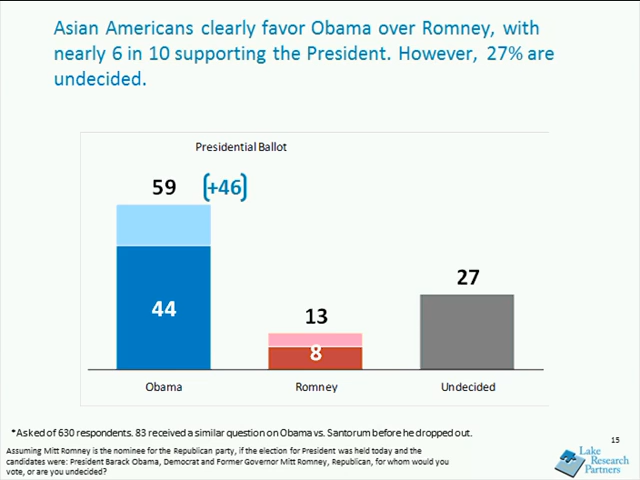 Asian Americans clearly favor Obama over Romney, with
nearly 6 in 10 supporting the President. However, 27% are
undecided.
Presidential Ballot
59 (+46)
44
13
8
27
Obama Romney Undecided
*Asked of 630 respondents. 83 received a similar question on Obama vs. Santorum before he dropped out.
15
Assuming Mitt Romney is the nominee for the Republican party, if the election for President was held today and the
candidates were: President Barack Obama, Democrat and Former Governor Mitt Romney, Republican, for whom would you
vote, or are you undecided?
Lake
Research
Partners